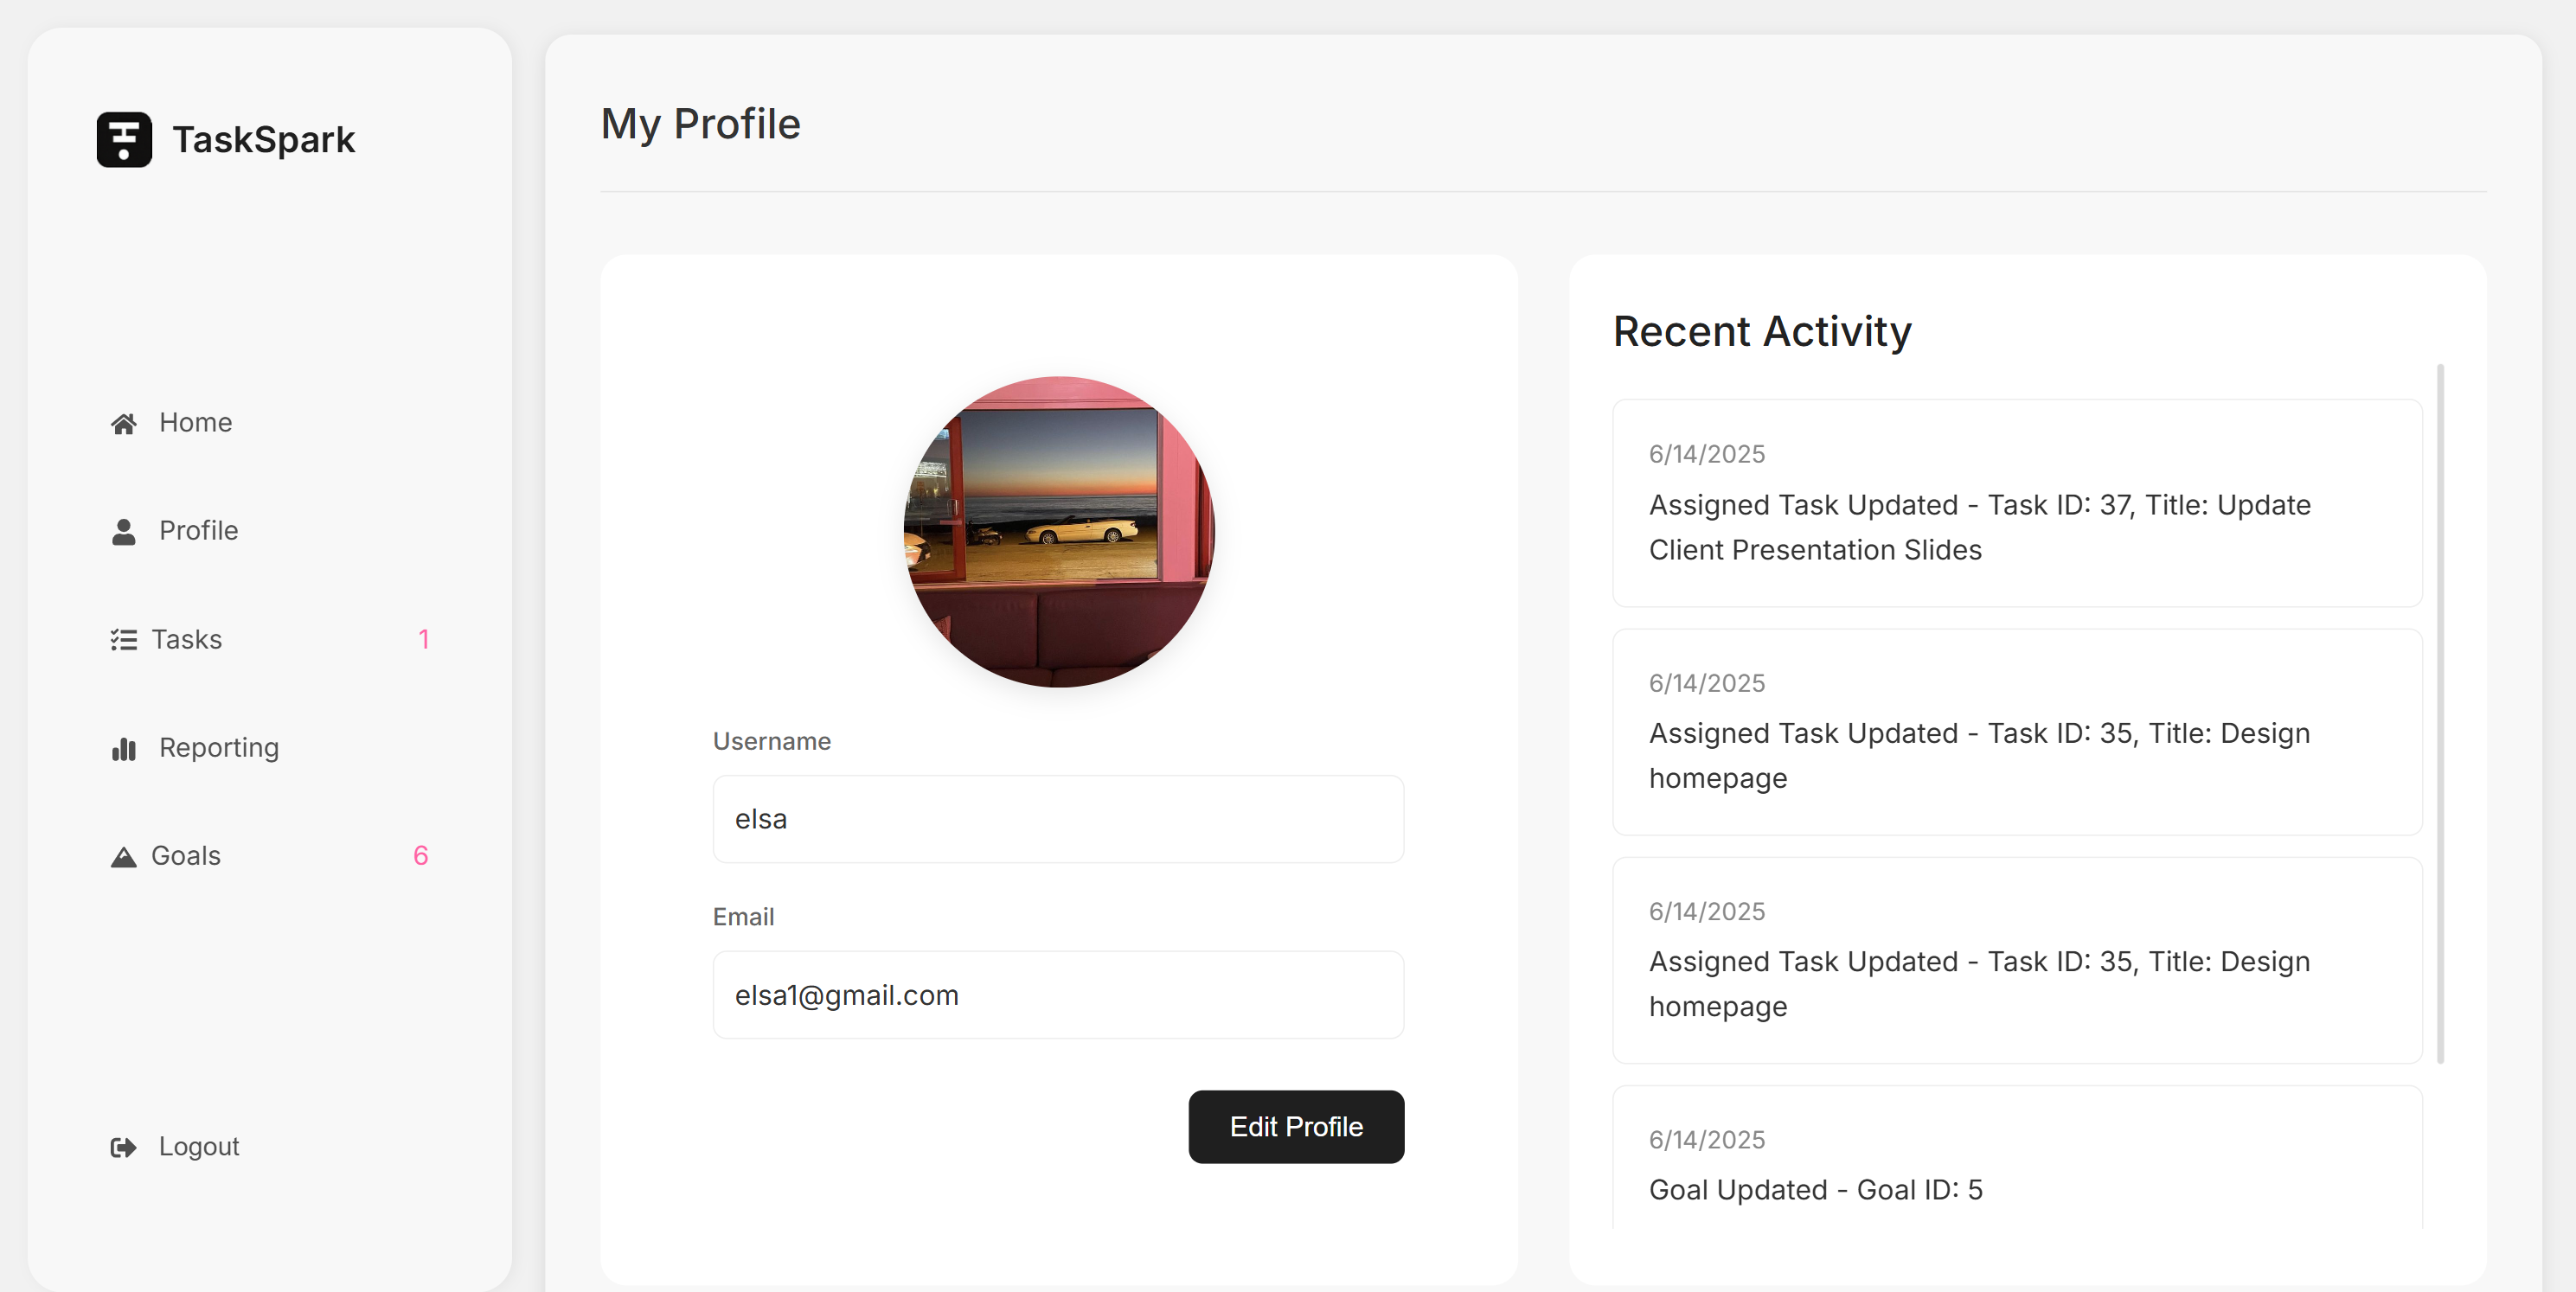 TaskSpark
Home
Profile
Tasks 1
Reporting
Goals 6
Logout
My Profile
Username
elsa
Email
elsa1@gmail.com
Edit Profile
Recent Activity
6/14/2025
Assigned Task Updated - Task ID: 37, Title: Update
Client Presentation Slides
6/14/2025
Assigned Task Updated - Task ID: 35, Title: Design
homepage
6/14/2025
Assigned Task Updated - Task ID: 35, Title: Design
homepage
6/14/2025
Goal Updated - Goal ID: 5